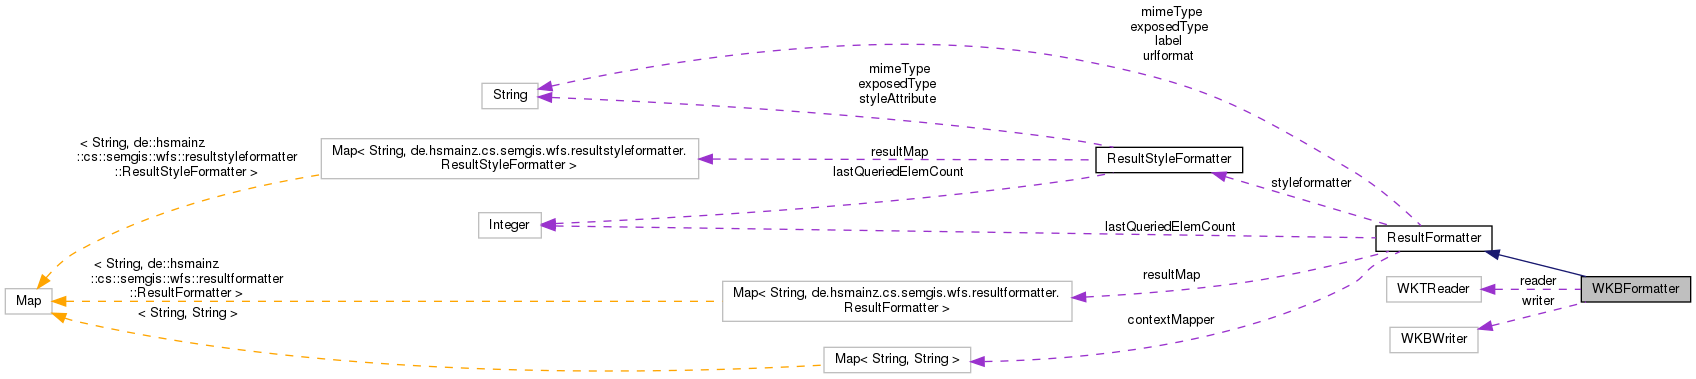 mimeType
exposedType
label
urlformat
mimeType
exposedType
styleAttribute
String
< String, de::hsmainz
::cs::semgis::wfs::resultstyleformatter
::ResultStyleFormatter >
Map< String, de.hsmainz.cs.semgis.wfs.resultstyleformatter.
ResultStyleFormatter >
resultMap
ResultStyleFormatter
lastQueriedElemCount
styleformatter
Integer
lastQueriedElemCount
ResultFormatter
< String, de::hsmainz
::cs::semgis::wfs::resultformatter
::ResultFormatter >
Map
< String, String >
Map< String, de.hsmainz.cs.semgis.wfs.resultformatter.
ResultFormatter >
resultMap
WKTReader
reader
WKBFormatter
writer
contextMapper
WKBWriter
Map< String, String >